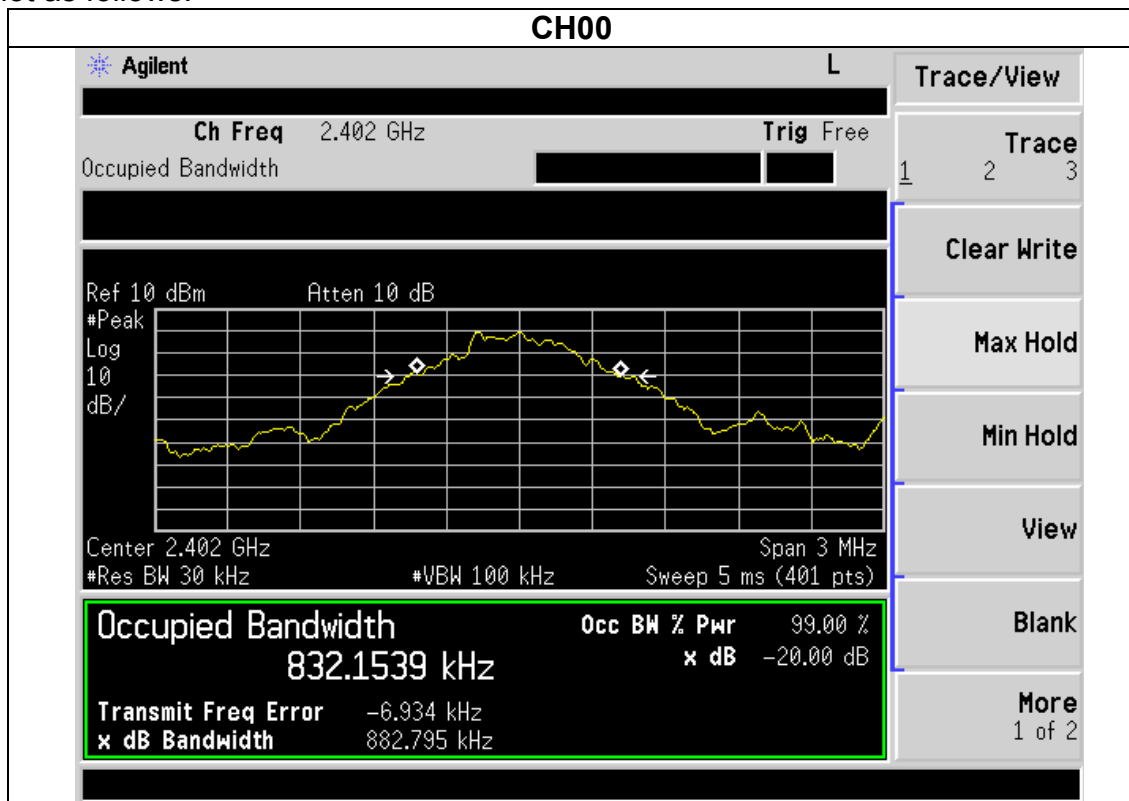 CH00
Agilent L Trace/View
Ch Freq 2.402 GHz Trig Free
Occupied Bandwidth
Trace
1 2 3
Clear Write
Max Hold
Min Hold
View
Blank
More
1 of 2
Ref 10 dBm Atten 10 dB
#Peak
Log
10
dB/
Center 2.402 GHz Span 3 MHz
#Res BW 30 kHz #VBW 100 kHz Sweep 5 ms (401 pts)
Occupied Bandwidth Occ BW % Pwr 99.00 %
832.1539 kHz x dB -20.00 dB
Transmit Freq Error -6.934 kHz
x dB Bandwidth 882.795 kHz